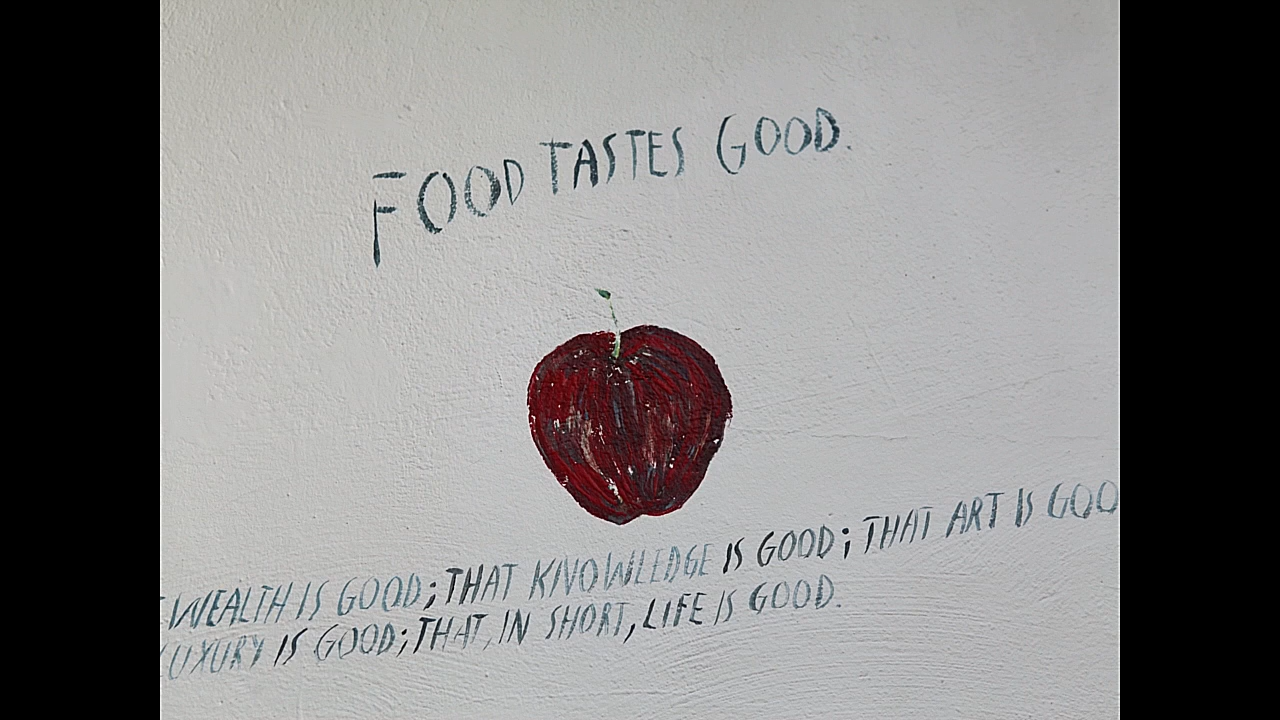 FOOD TASTES GOOD.
WEALTH IS GOOD; THAT KNOWLEDGE IS GOOD; THAT ART IS GOO
LUXURY IS GOOD; THAT, IN SHORT, LIFE IS GOOD.